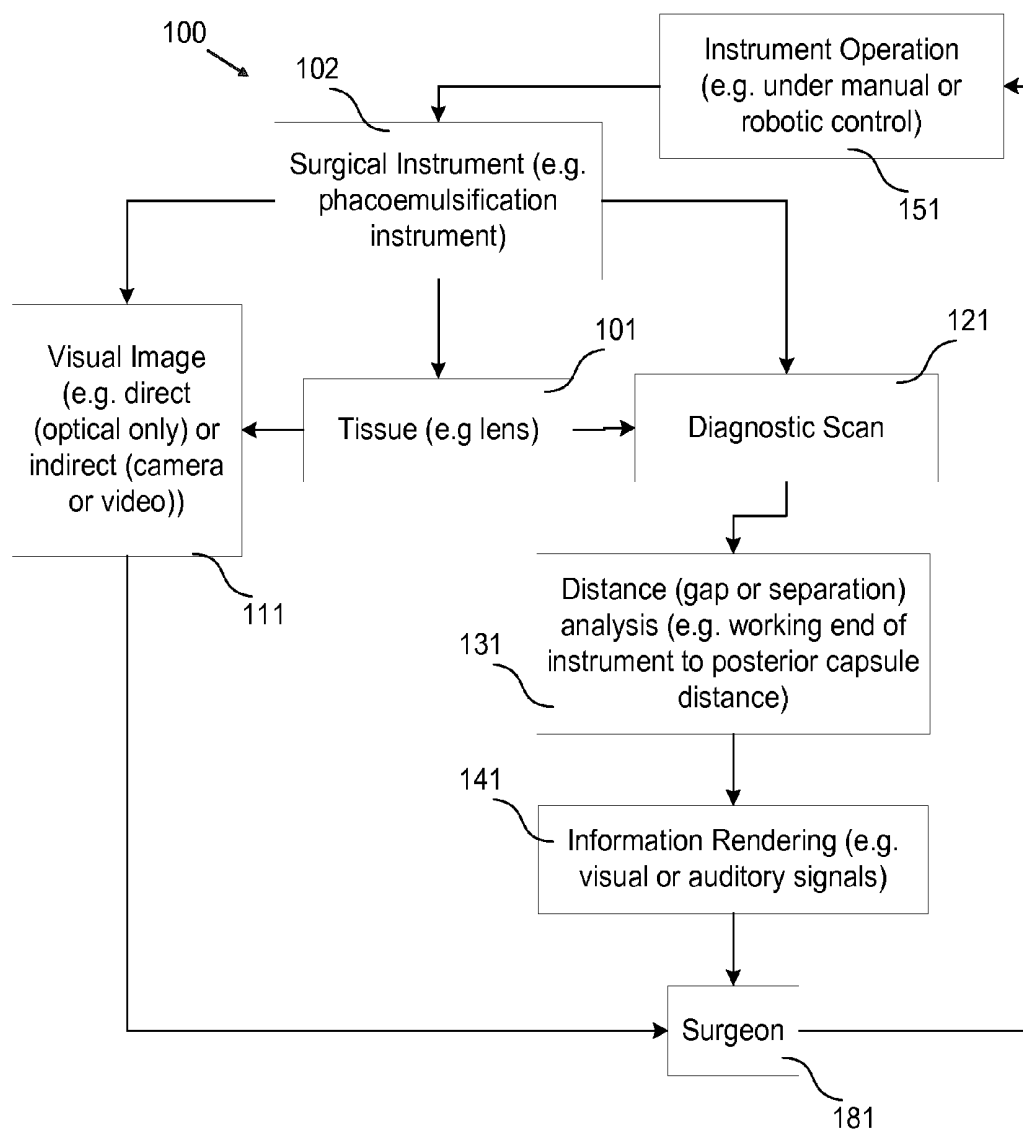 100
102
Instrument Operation
(e.g. under manual or
robotic control)
151
Surgical Instrument (e.g.
phacoemulsification
instrument)
101
121
Visual Image
(e.g. direct
(optical only) or
indirect (camera
or video))
111
Tissue (e.g lens)
Diagnostic Scan
Distance (gap or separation)
analysis (e.g. working end of
instrument to posterior capsule
distance)
131
141
Information Rendering (e.g.
visual or auditory signals)
Surgeon
181